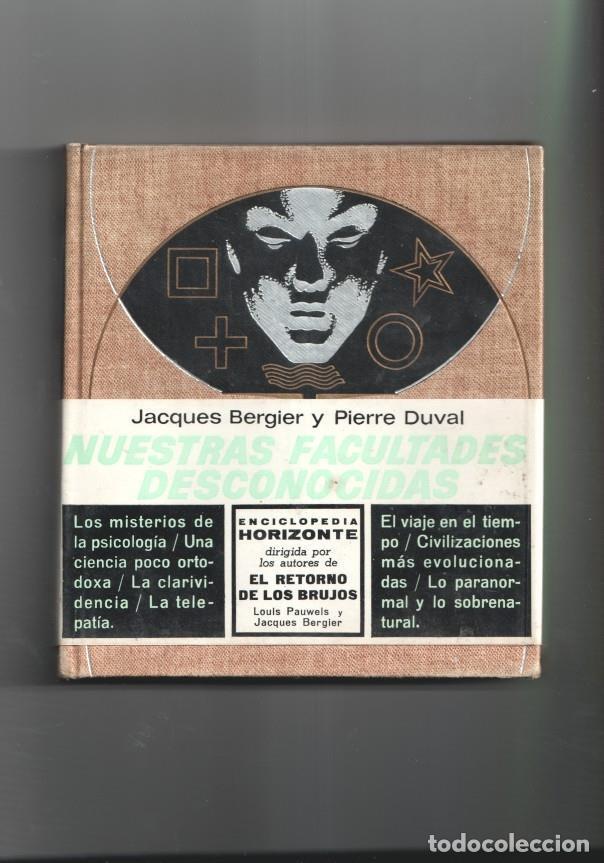 Jacques Bergier y Pierre Duval
NUESTRAS FACULTADES
DESCONOCIDAS
Los misterios de
la psicología / Una
ciencia poco orto-
doxa / La clarivi-
dencia / La tele-
patía.
ENCICLOPEDIA
HORIZONTE
dirigida por
los autores de
EL RETORNO
DE LOS BRUJOS
Louis Pauwels y
Jacques Bergier
El viaje en el tiem-
po / Civilizaciones
más evoluciona-
das / Lo paranor-
mal y lo sobrena-
tural.
todocoleccion